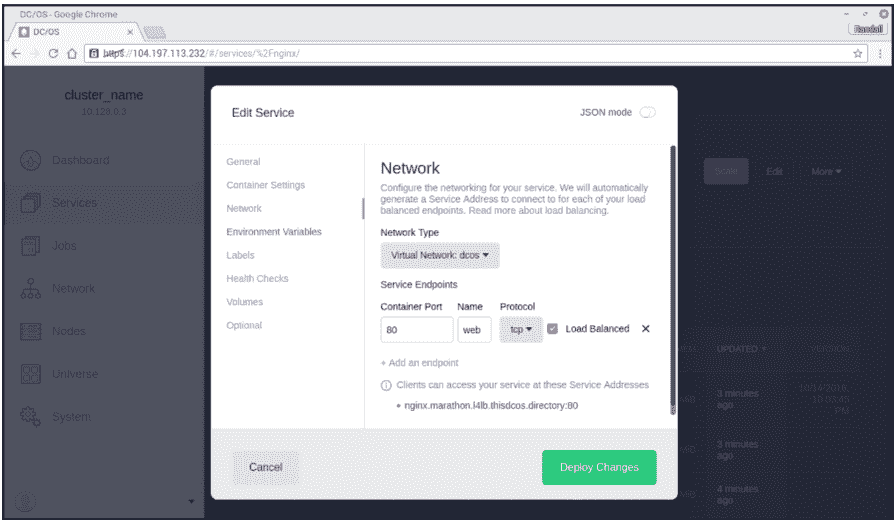 DC/OS - Google Chrome
DC/OS
Randall
https://104.197.113.232/#/services/%2Fnginx/
cluster_name
10.128.0.3
Dashboard
Services
Jobs
Network
Nodes
Universe
System
Edit Service
JSON mode
General
Container Settings
Network
Environment Variables
Labels
Health Checks
Volumes
Optional
Network
Configure the networking for your service. We will automatically
generate a Service Address to connect to for each of your load
balanced endpoints. Read more about load balancing.
Network Type
Virtual Network: dcos
Service Endpoints
Container Port Name Protocol
80 web tcp Load Balanced
+ Add an endpoint
Clients can access your service at these Service Addresses
• nginx.marathon.l4lb.thisdcos.directory:80
Cancel
Deploy Changes
Scale Edit More
UPDATED
MiB 3 minutes
ago
MiB 3 minutes
ago
MiB 4 minutes
ago